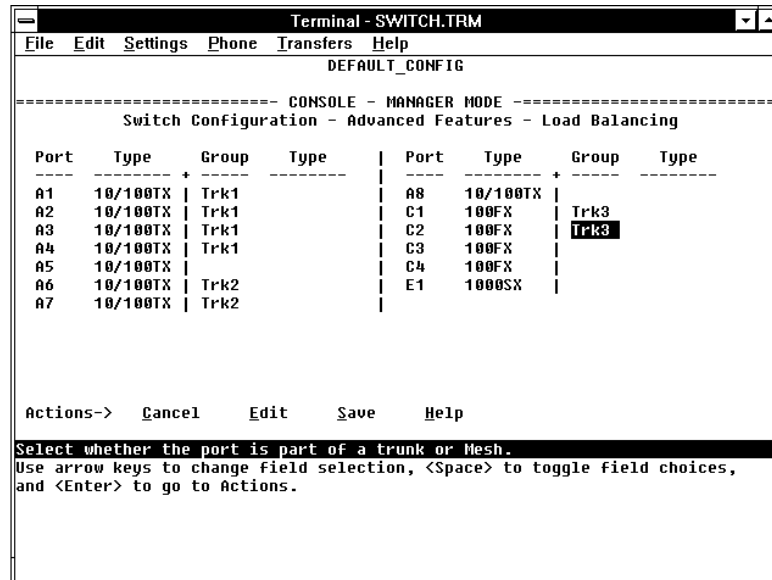 Terminal - SWITCH.TRM
File Edit Settings Phone Transfers Help
DEFAULT_CONFIG
==========================- CONSOLE - MANAGER MODE -==========================
Switch Configuration - Advanced Features - Load Balancing
Port Type Group Type | Port Type Group Type
---- -------- + ----- -------- | ---- -------- + ----- --------
A1 10/100TX | Trk1 | A8 10/100TX |
A2 10/100TX | Trk1 | C1 100FX | Trk3
A3 10/100TX | Trk1 | C2 100FX | Trk3
A4 10/100TX | Trk1 | C3 100FX |
A5 10/100TX | | C4 100FX |
A6 10/100TX | Trk2 | E1 1000SX |
A7 10/100TX | Trk2 |
Actions-> Cancel Edit Save Help
Select whether the port is part of a trunk or Mesh.
Use arrow keys to change field selection, <Space> to toggle field choices,
and <Enter> to go to Actions.